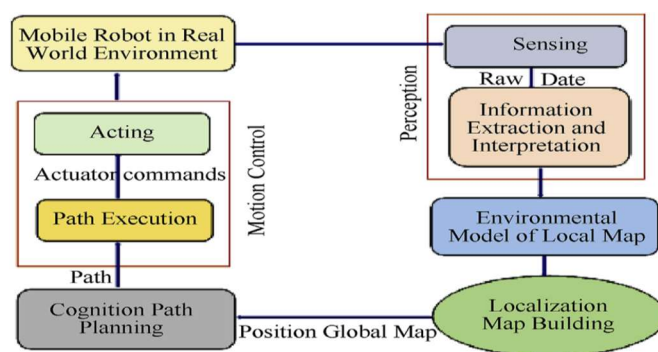 Mobile Robot in Real
World Environment
Sensing
Raw Date
Information
Extraction and
Interpretation
Perception
Acting
Actuator commands
Path Execution
Motion Control
Environmental
Model of Local Map
Path
Cognition Path
Planning
Position Global Map
Localization
Map Building